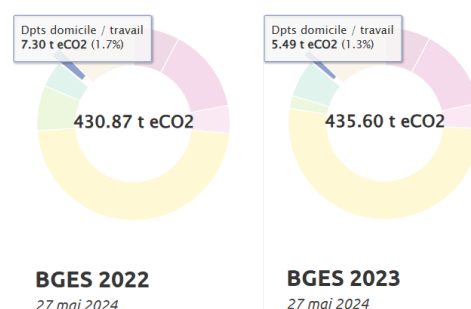 Dpts domicile / travail
7.30 t eCO2 (1.7%)
430.87 t eCO2
BGES 2022
27 mai 2024
Dpts domicile / travail
5.49 t eCO2 (1.3%)
435.60 t eCO2
BGES 2023
27 mai 2024